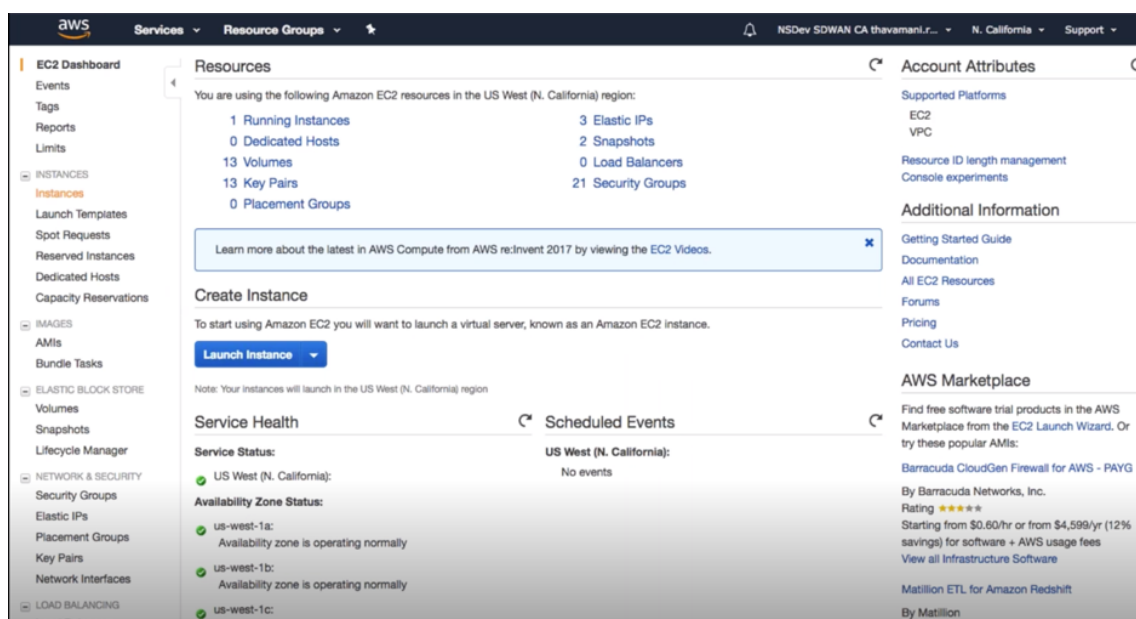 aws
Services
Resource Groups
NSDev SDWAN CA thavamani.r...
N. California
Support
EC2 Dashboard
Events
Tags
Reports
Limits
INSTANCES
Instances
Launch Templates
Spot Requests
Reserved Instances
Dedicated Hosts
Capacity Reservations
IMAGES
AMIs
Bundle Tasks
ELASTIC BLOCK STORE
Volumes
Snapshots
Lifecycle Manager
NETWORK & SECURITY
Security Groups
Elastic IPs
Placement Groups
Key Pairs
Network Interfaces
LOAD BALANCING
Resources
You are using the following Amazon EC2 resources in the US West (N. California) region:
1 Running Instances
0 Dedicated Hosts
13 Volumes
13 Key Pairs
0 Placement Groups
3 Elastic IPs
2 Snapshots
0 Load Balancers
21 Security Groups
Learn more about the latest in AWS Compute from AWS re:Invent 2017 by viewing the EC2 Videos.
Create Instance
To start using Amazon EC2 you will want to launch a virtual server, known as an Amazon EC2 instance.
Launch Instance
Note: Your instances will launch in the US West (N. California) region
Service Health
Service Status:
US West (N. California):
Availability Zone Status:
us-west-1a:
Availability zone is operating normally
us-west-1b:
Availability zone is operating normally
us-west-1c:
Scheduled Events
US West (N. California):
No events
Account Attributes
Supported Platforms
EC2
VPC
Resource ID length management
Console experiments
Additional Information
Getting Started Guide
Documentation
All EC2 Resources
Forums
Pricing
Contact Us
AWS Marketplace
Find free software trial products in the AWS
Marketplace from the EC2 Launch Wizard. Or
try these popular AMIs:
Barracuda CloudGen Firewall for AWS - PAYG
By Barracuda Networks, Inc.
Rating
Starting from $0.60/hr or from $4,599/yr (12%
savings) for software + AWS usage fees
View all Infrastructure Software
Matillion ETL for Amazon Redshift
By Matillion